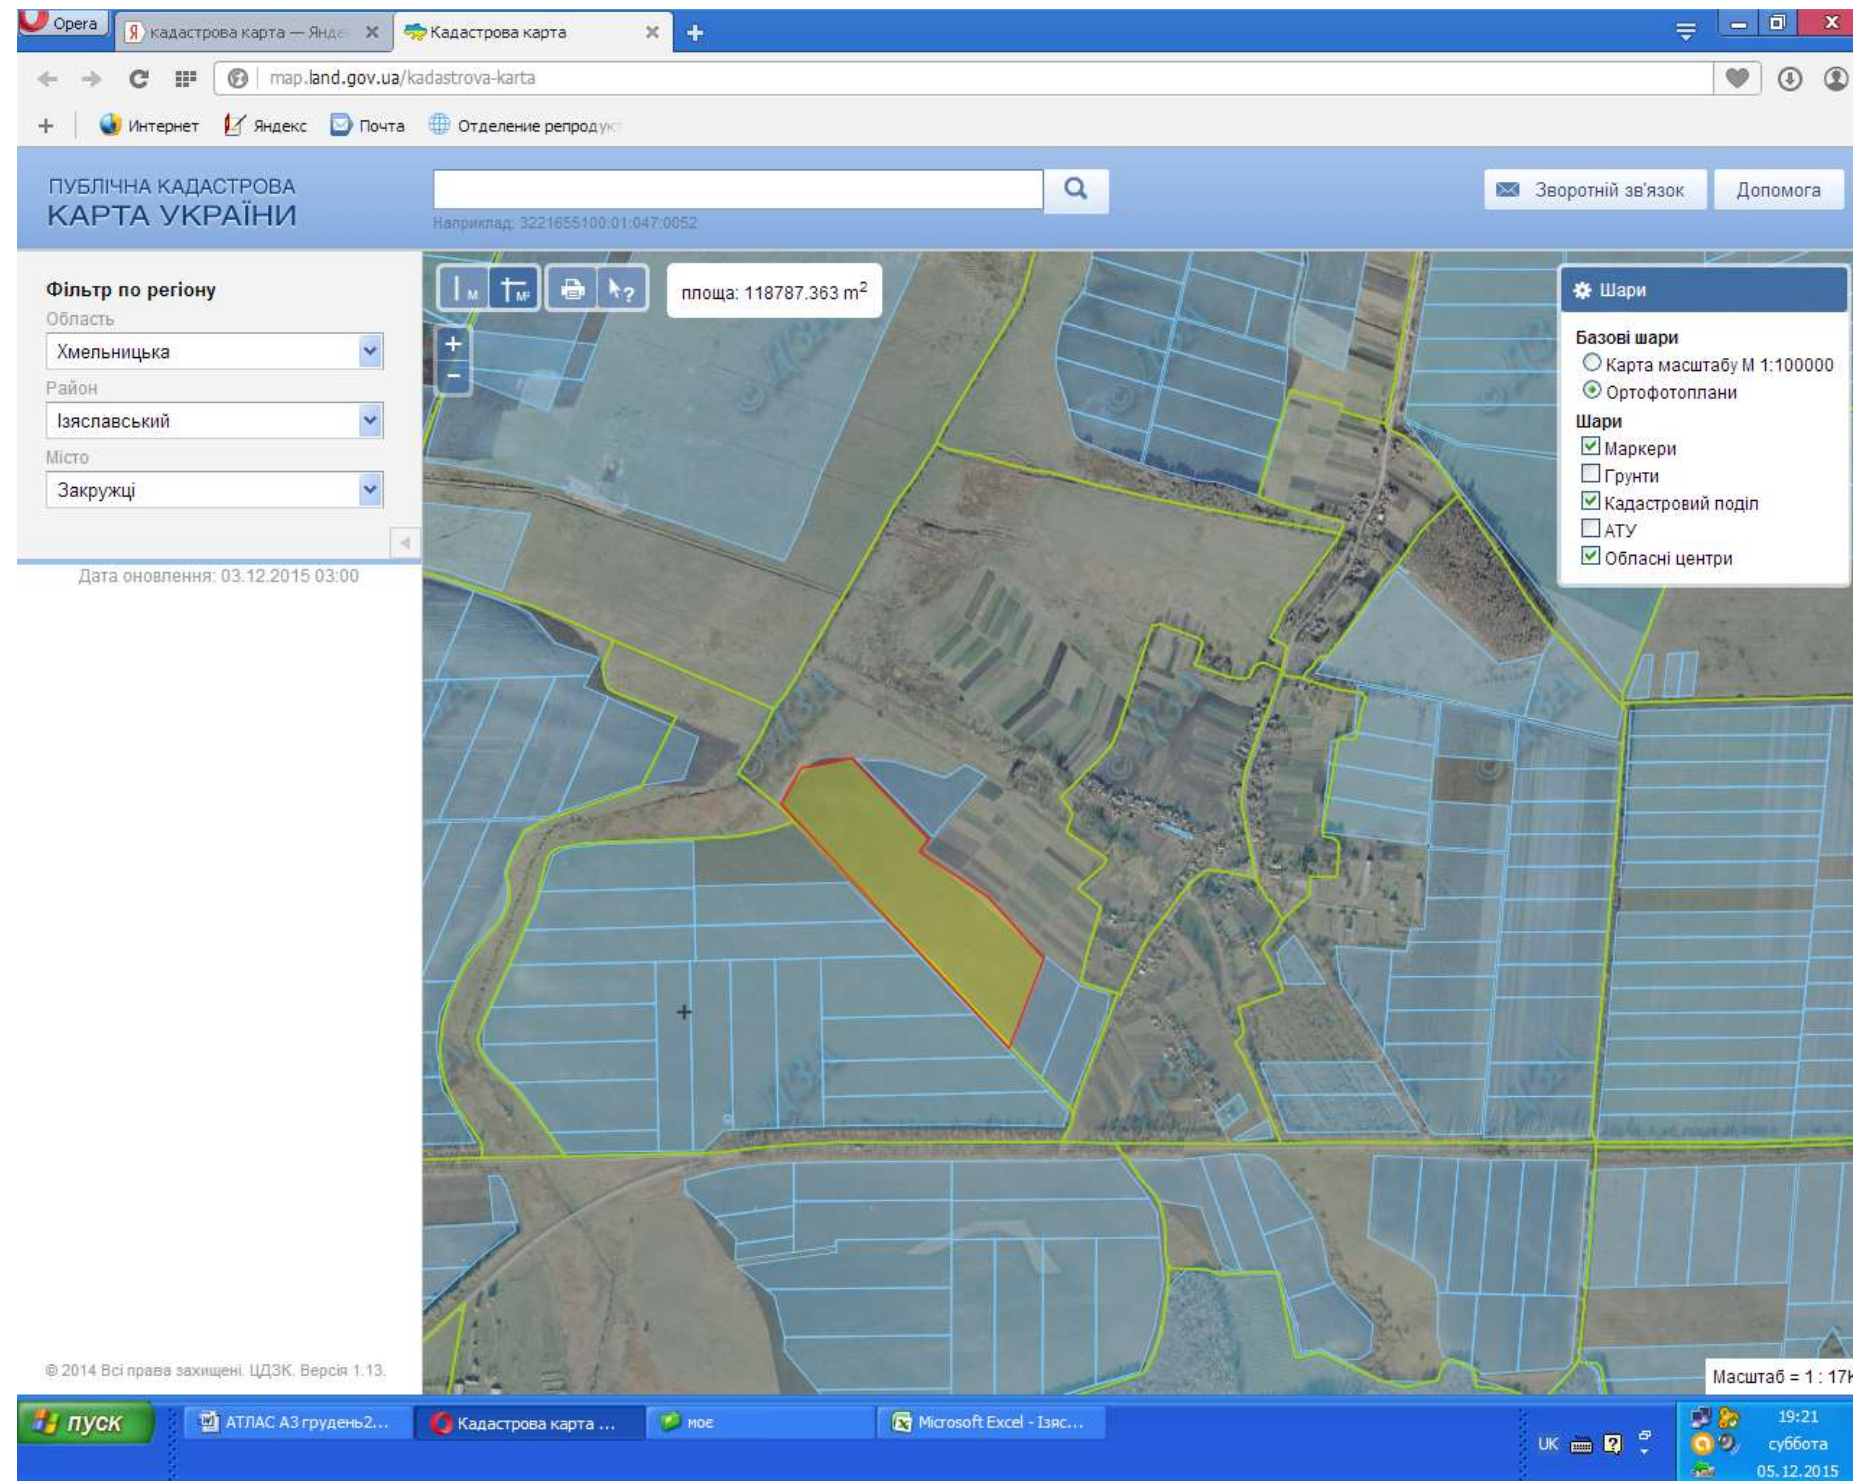 Opera
кадастрова карта — Янде
Кадастрова карта
map.land.gov.ua/kadastrova-karta
Интернет
Яндекс
Почта
Отделение репродук
ПУБЛІЧНА КАДАСТРОВА
КАРТА УКРАЇНИ
Наприклад: 3221655100:01:047:0052
Зворотній зв'язок
Допомога
Фільтр по регіону
Область
Хмельницька
Район
Ізяславський
Місто
Закружці
Дата оновлення: 03.12.2015 03:00
площа: 118787.363 m²
Шари
Базові шари
Карта масштабу М 1:100000
Ортофотоплани
Шари
Маркери
Грунти
Кадастровий поділ
АТУ
Обласні центри
© 2014 Всі права захищені. ЦДЗК. Версія 1.13.
Масштаб = 1 : 17K
пуск
АТЛАС А3 грудень2...
Кадастрова карта ...
моє
Microsoft Excel - Ізяс...
UK
19:21
суббота
05.12.2015